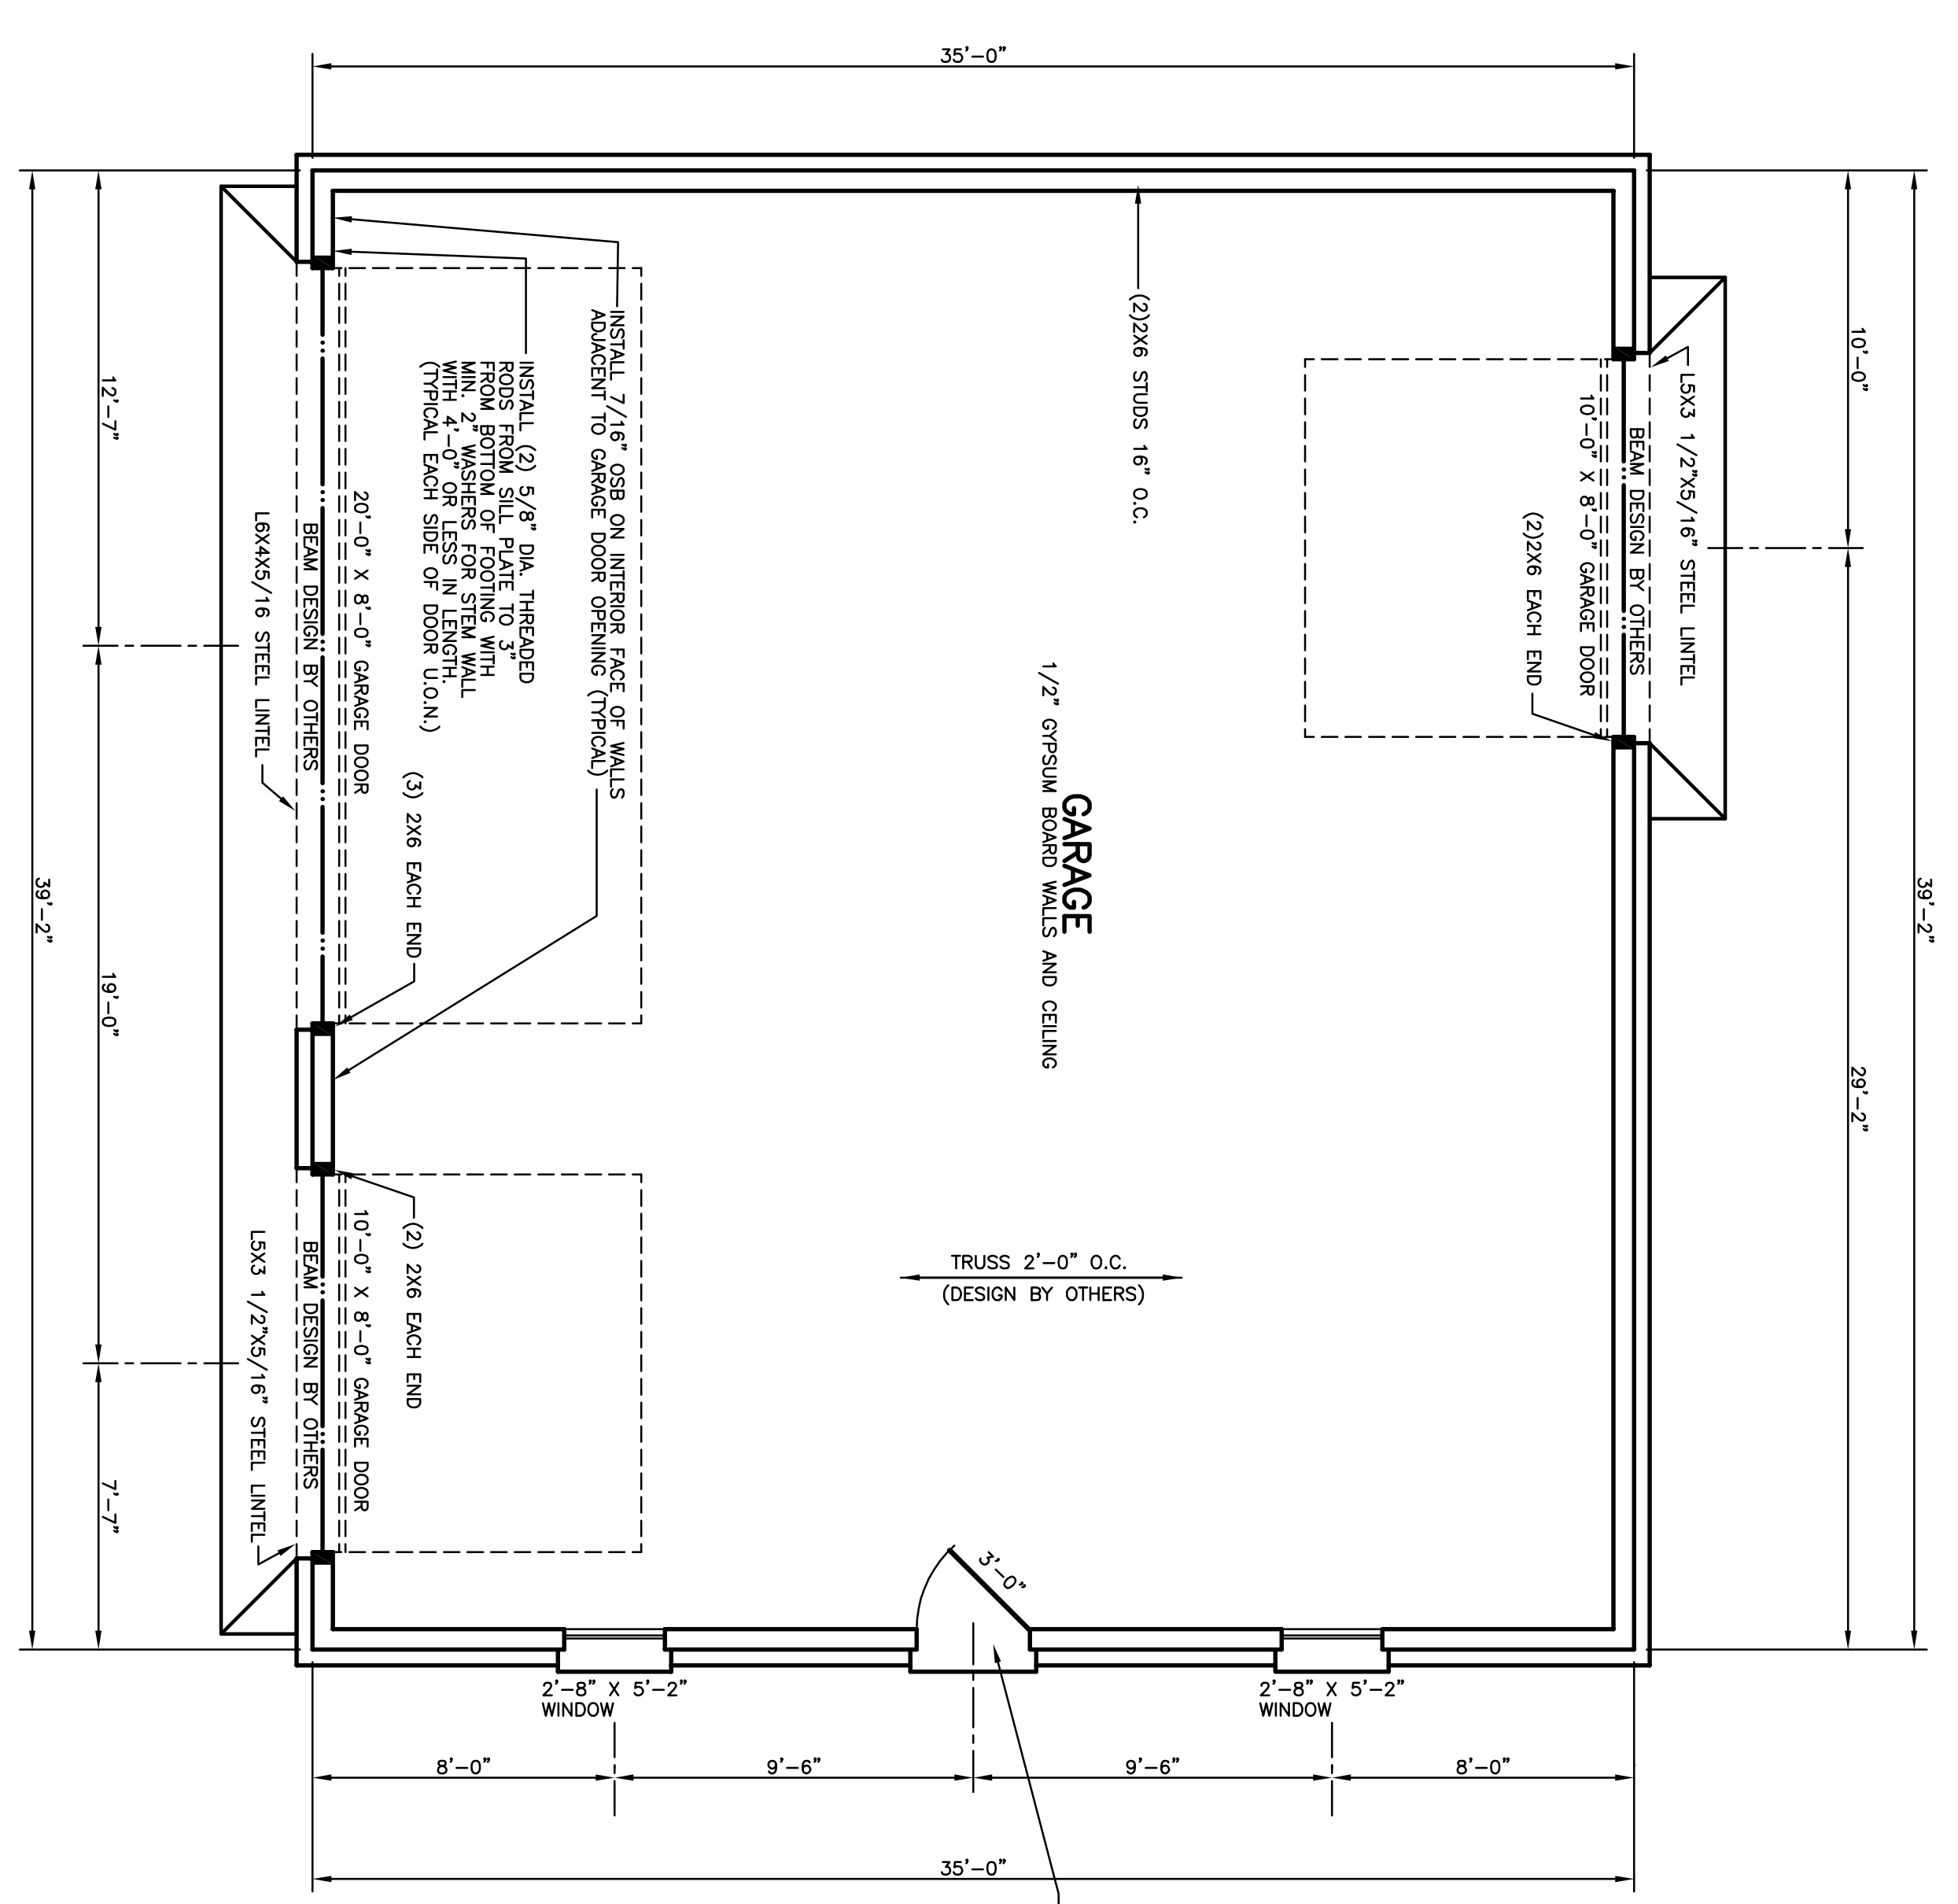 35'-0"
10'-0"
39'-2"
29'-2"
L5X3 1/2"X5/16" STEEL LINTEL
BEAM DESIGN BY OTHERS
10'-0" X 8'-0" GARAGE DOOR
(2)2X6 EACH END
(2)2X6 STUDS 16" O.C.
GARAGE
1/2" GYPSUM BOARD WALLS AND CEILING
INSTALL 7/16" OSB ON INTERIOR FACE OF WALLS
ADJACENT TO GARAGE DOOR OPENING (TYPICAL)
INSTALL (2) 5/8" DIA. THREADED
RODS FROM SILL PLATE TO 3"
FROM BOTTOM OF FOOTING WITH
MIN. 2" WASHERS FOR STEM WALL
WITH 4'-0" OR LESS IN LENGTH.
(TYPICAL EACH SIDE OF DOOR U.O.N.)
(3) 2X6 EACH END
20'-0" X 8'-0" GARAGE DOOR
BEAM DESIGN BY OTHERS
L6X4X5/16 STEEL LINTEL
12'-7"
19'-0"
39'-2"
7'-7"
(2) 2X6 EACH END
10'-0" X 8'-0" GARAGE DOOR
BEAM DESIGN BY OTHERS
L5X3 1/2"X5/16" STEEL LINTEL
TRUSS 2'-0" O.C.
(DESIGN BY OTHERS)
3'-0"
2'-8" X 5'-2"
WINDOW
2'-8" X 5'-2"
WINDOW
8'-0"
9'-6"
9'-6"
8'-0"
35'-0"